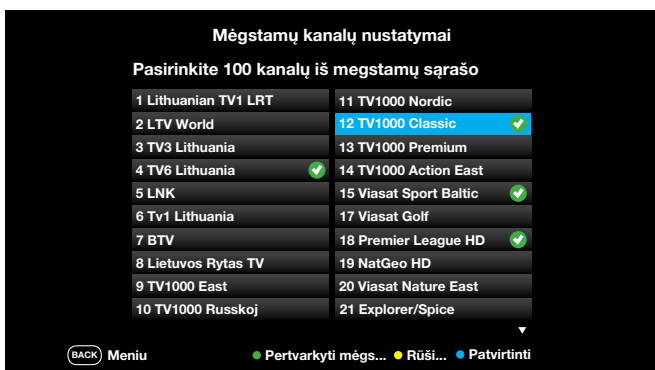 Mėgstamų kanalų nustatymai
Pasirinkite 100 kanalų iš megstamų sąrašo
1 Lithuanian TV1 LRT
2 LTV World
3 TV3 Lithuania
4 TV6 Lithuania
5 LNK
6 Tv1 Lithuania
7 BTV
8 Lietuvos Rytas TV
9 TV1000 East
10 TV1000 Russkoj
11 TV1000 Nordic
12 TV1000 Classic
13 TV1000 Premium
14 TV1000 Action East
15 Viasat Sport Baltic
17 Viasat Golf
18 Premier League HD
19 NatGeo HD
20 Viasat Nature East
21 Explorer/Spice
BACK Meniu Pertvarkyti mėgs... Rūši... Patvirtinti